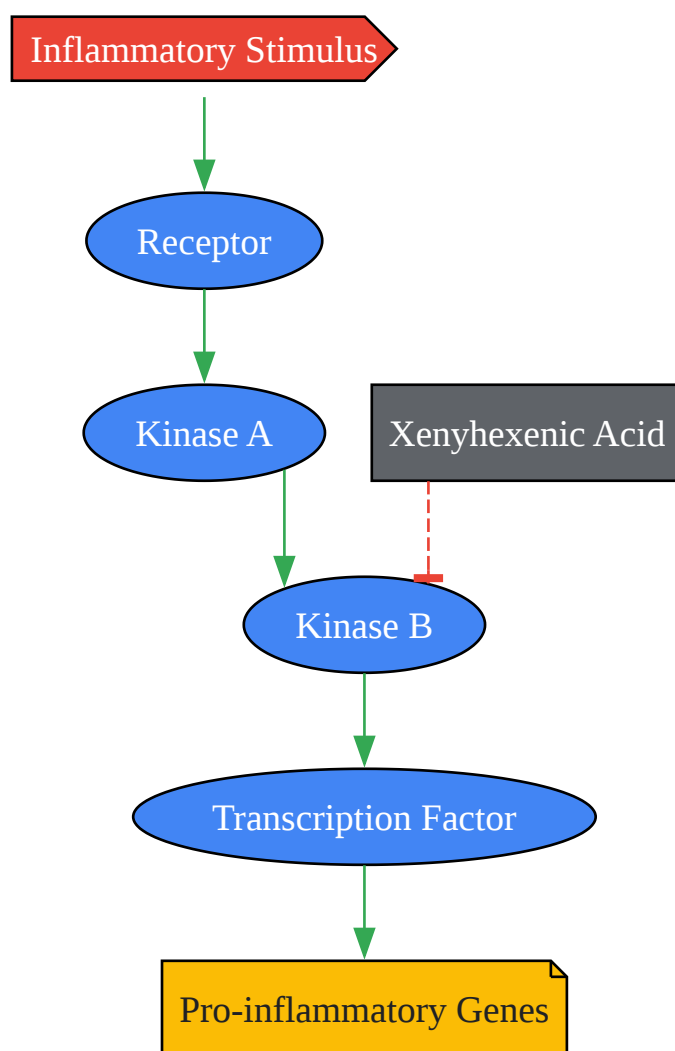 Inflammatory Stimulus
Receptor
Kinase A
Xenyhexenic Acid
Kinase B
Transcription Factor
Pro-inflammatory Genes